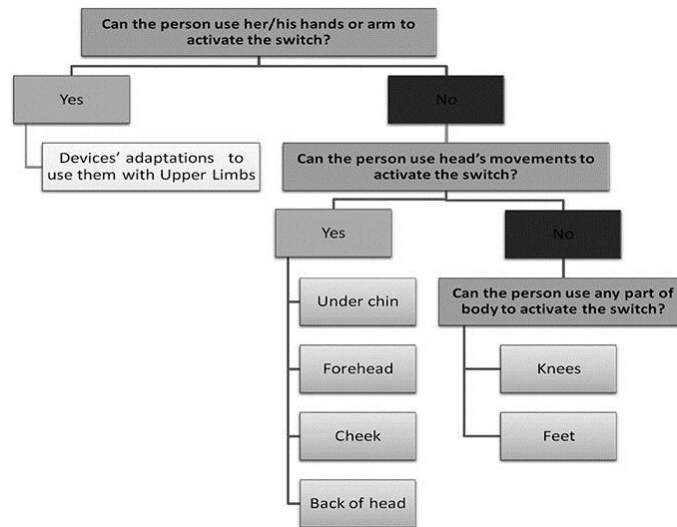 Can the person use her/his hands or arm to
activate the switch?
Yes
No
Devices' adaptations to
use them with Upper Limbs
Can the person use head's movements to
activate the switch?
Yes
No
Under chin
Forehead
Cheek
Back of head
Can the person use any part of
body to activate the switch?
Knees
Feet